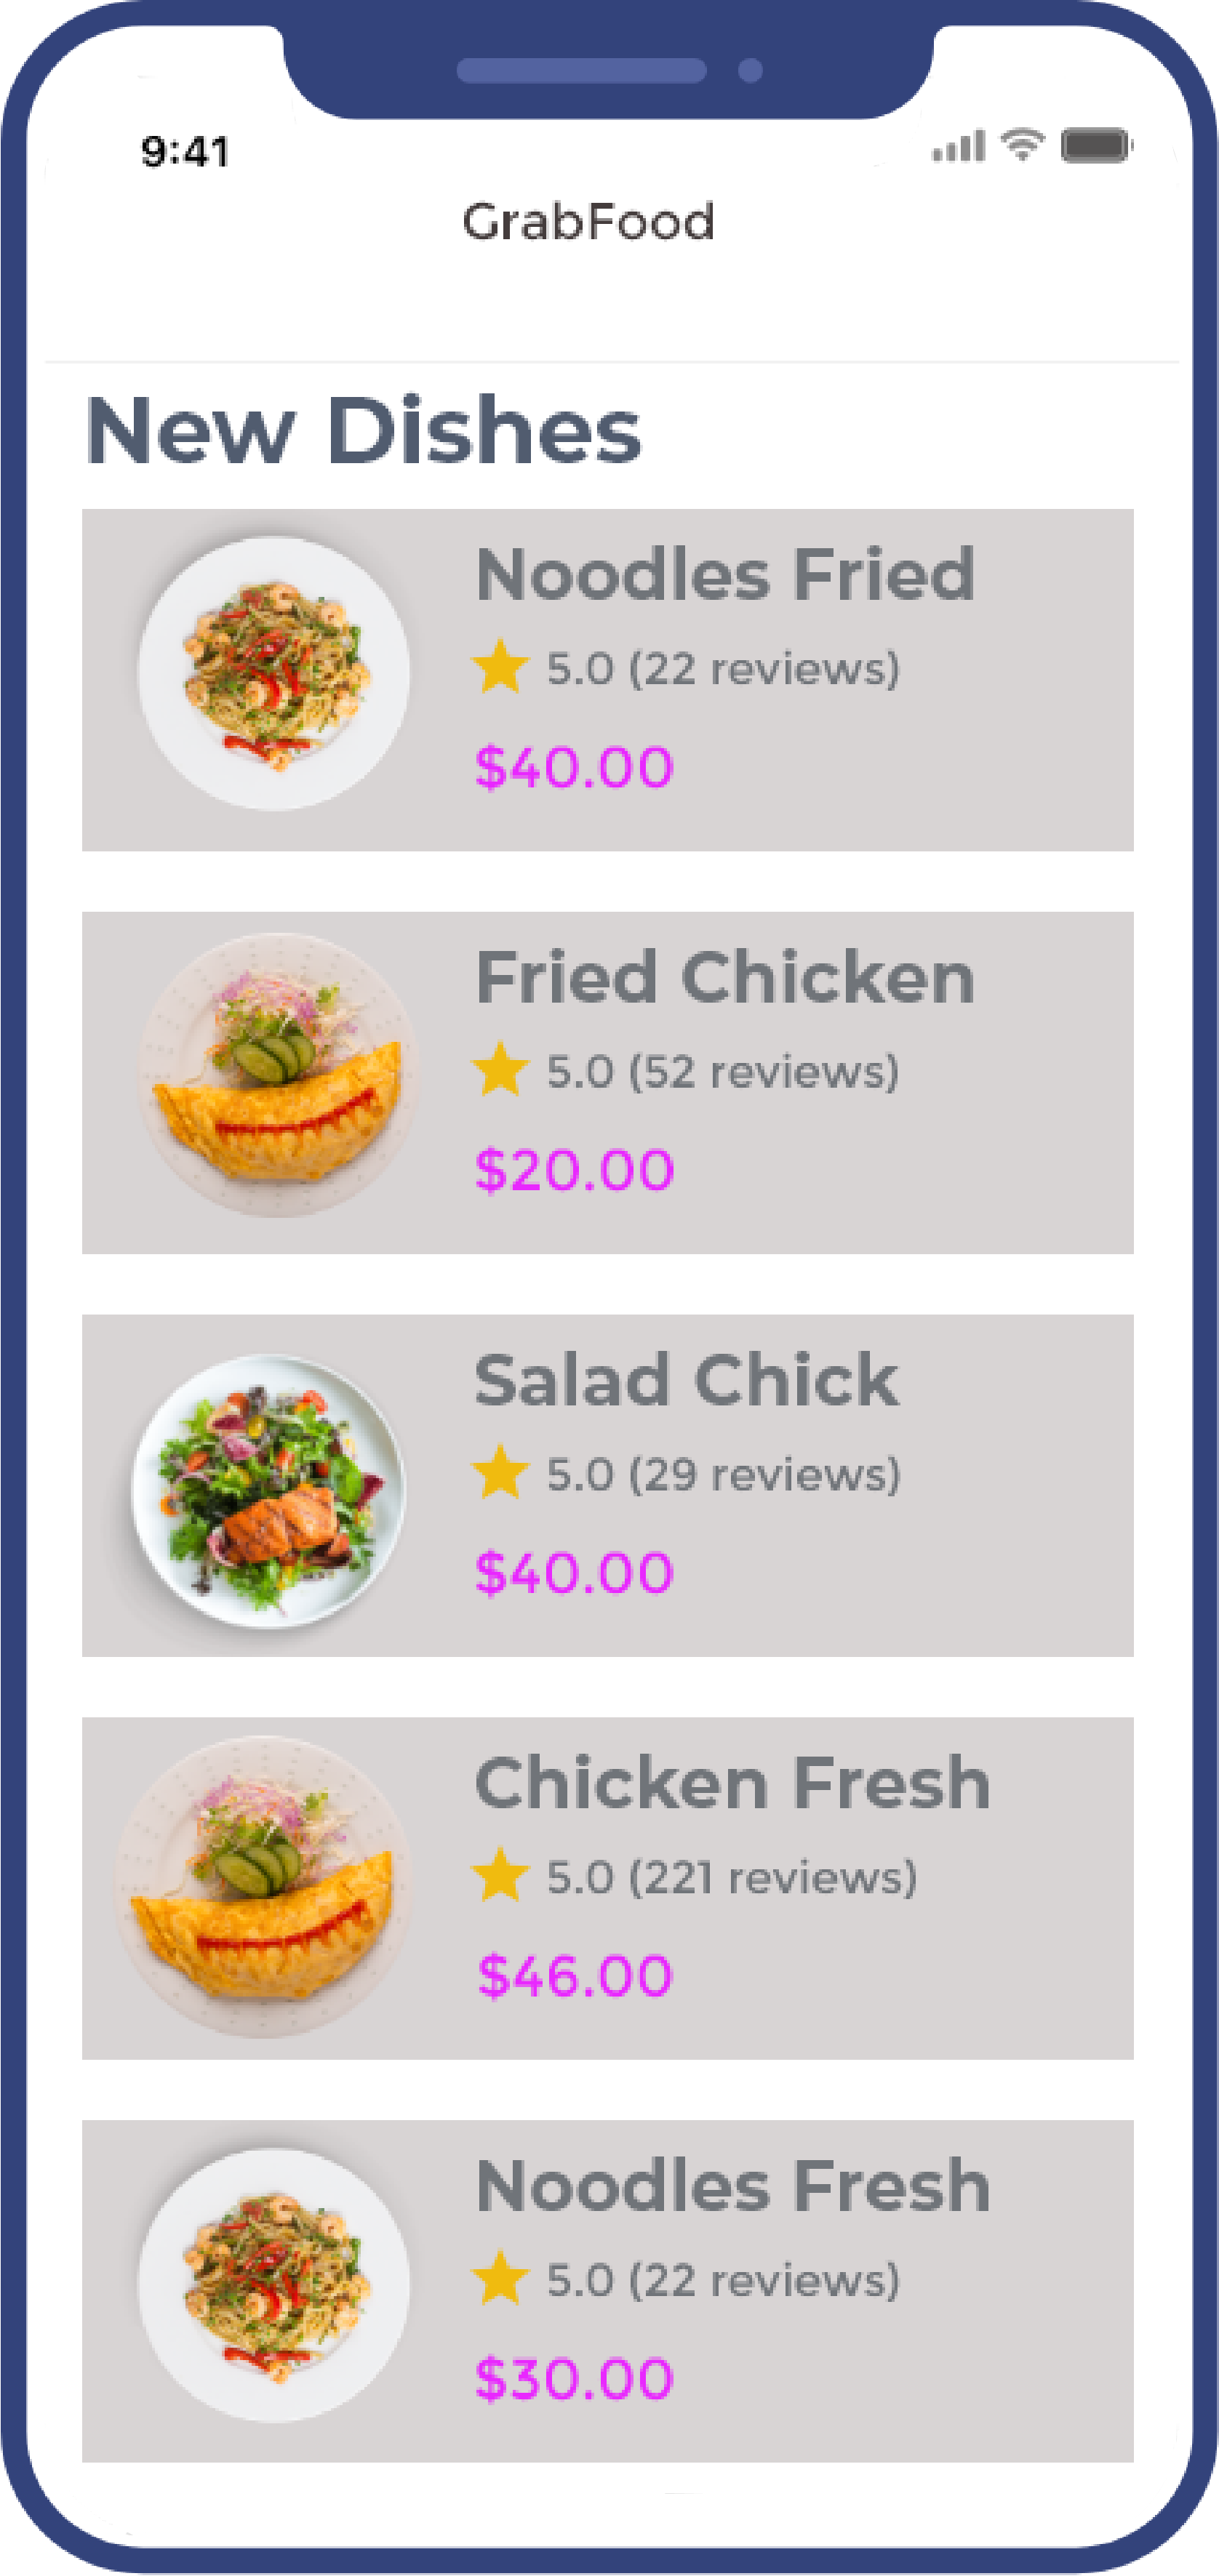 9:41
GrabFood
New Dishes
Noodles Fried
5.0 (22 reviews)
$40.00
Fried Chicken
5.0 (52 reviews)
$20.00
Salad Chick
5.0 (29 reviews)
$40.00
Chicken Fresh
5.0 (221 reviews)
$46.00
Noodles Fresh
5.0 (22 reviews)
$30.00